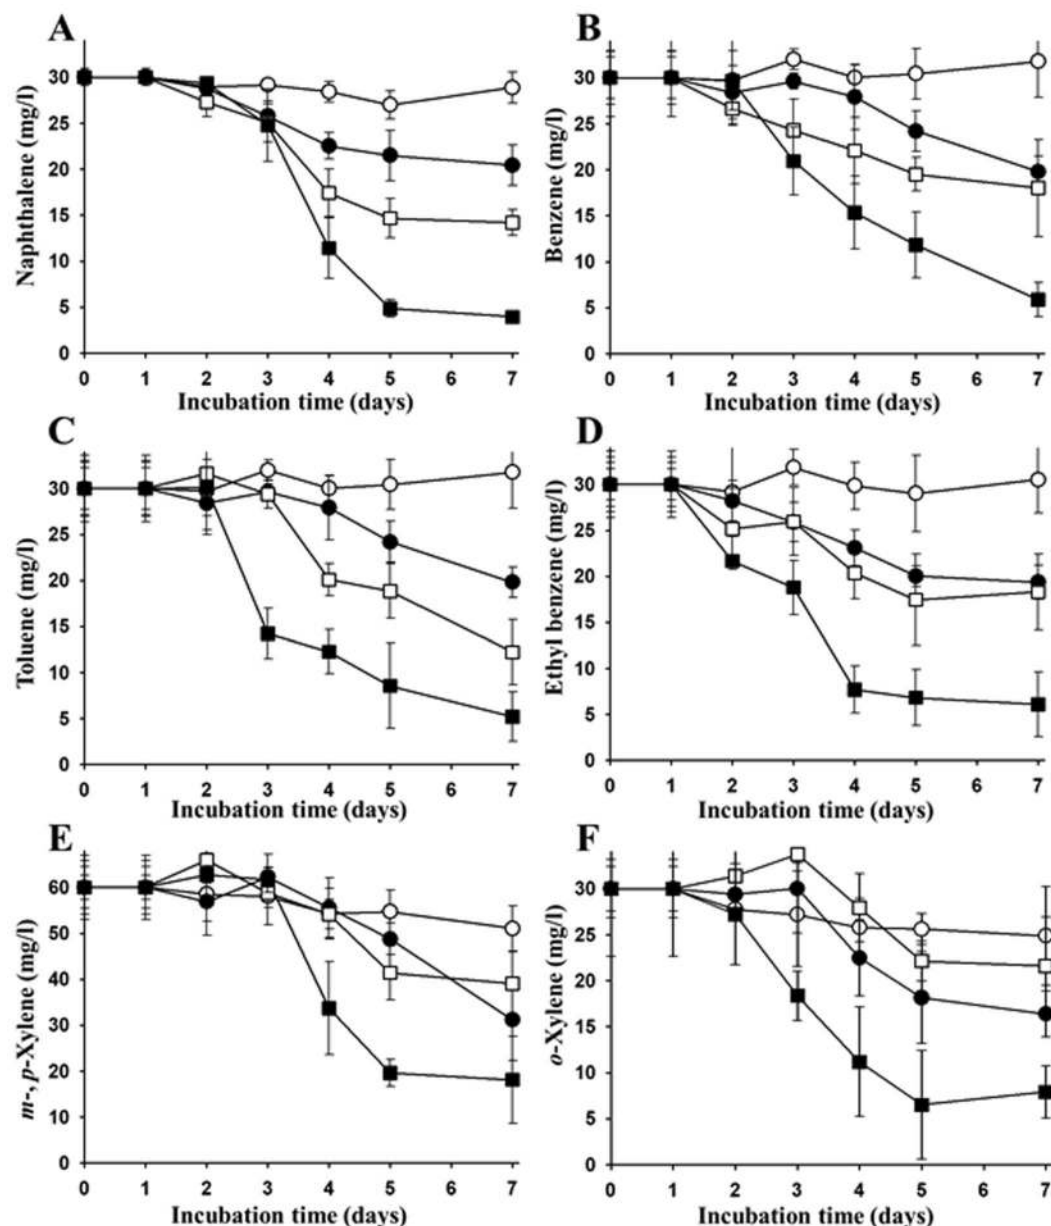 A
B
Naphthalene (mg/l)
30
25
20
15
10
5
0
0 1 2 3 4 5 6 7
Incubation time (days)
Benzene (mg/l)
30
25
20
15
10
5
0
0 1 2 3 4 5 6 7
Incubation time (days)
C
D
Toluene (mg/l)
30
25
20
15
10
5
0
0 1 2 3 4 5 6 7
Incubation time (days)
Ethyl benzene (mg/l)
30
25
20
15
10
5
0
0 1 2 3 4 5 6 7
Incubation time (days)
E
F
m-, p-Xylene (mg/l)
60
50
40
30
20
10
0
0 1 2 3 4 5 6 7
Incubation time (days)
o-Xylene (mg/l)
30
25
20
15
10
5
0
0 1 2 3 4 5 6 7
Incubation time (days)